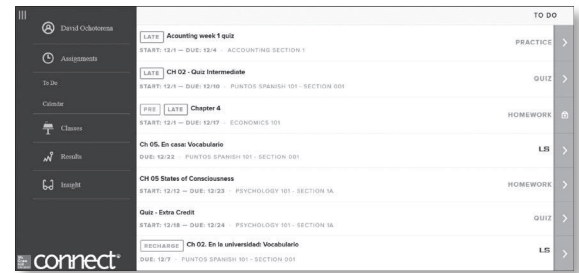 TO DO
David Ochotorena
Assignments
To Do
Calendar
Classes
Results
Insight
connect
LATE Acounting week 1 quiz
START: 12/1 — DUE: 12/4 · ACCOUNTING SECTION 1
PRACTICE
LATE CH 02 - Quiz Intermediate
START: 12/1 — DUE: 12/10 · PUNTOS SPANISH 101 - SECTION 001
QUIZ
PRE LATE Chapter 4
START: 12/1 — DUE: 12/17 · ECONOMICS 101
HOMEWORK
Ch 05. En casa: Vocabulario
DUE: 12/22 · PUNTOS SPANISH 101 - SECTION 001
LS
CH 05 States of Consciousness
START: 12/12 — DUE: 12/23 · PSYCHOLOGY 101 - SECTION 1A
HOMEWORK
Quiz - Extra Credit
START: 12/18 — DUE: 12/24 · PSYCHOLOGY 101 - SECTION 1A
QUIZ
RECHARGE Ch 02. En la universidad: Vocabulario
DUE: 12/7 · PUNTOS SPANISH 101 - SECTION 001
LS